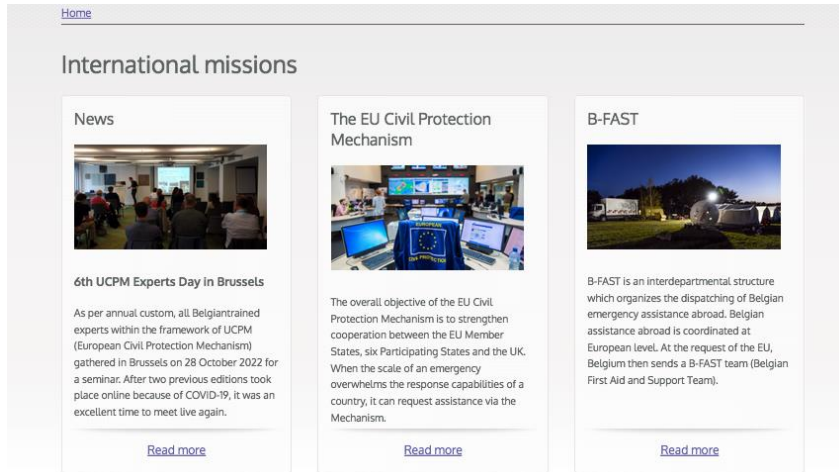 Home
International missions
News
6th UCPM Experts Day in Brussels
As per annual custom, all Belgiantrained
experts within the framework of UCPM
(European Civil Protection Mechanism)
gathered in Brussels on 28 October 2022 for
a seminar. After two previous editions took
place online because of COVID-19, it was an
excellent time to meet live again.
Read more
The EU Civil Protection
Mechanism
EUROPEAN
CIVIL PROTECTION
The overall objective of the EU Civil
Protection Mechanism is to strengthen
cooperation between the EU Member
States, six Participating States and the UK.
When the scale of an emergency
overwhelms the response capabilities of a
country, it can request assistance via the
Mechanism.
Read more
B-FAST
B-FAST is an interdepartmental structure
which organizes the dispatching of Belgian
emergency assistance abroad. Belgian
assistance abroad is coordinated at
European level. At the request of the EU,
Belgium then sends a B-FAST team (Belgian
First Aid and Support Team).
Read more